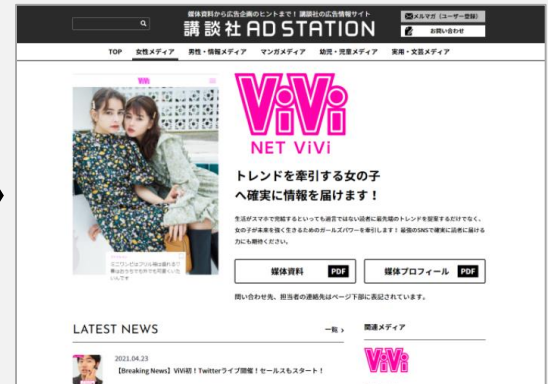 媒体資料から広告企画のヒントまで！講談社の広告情報サイト
講談社 AD STATION
メルマガ（ユーザー登録）
お問い合わせ
TOP 女性メディア 男性・情報メディア マンガメディア 幼児・児童メディア 実用・文芸メディア
ViVi
ViVi
NET ViVi
トレンドを牽引する女の子
へ確実に情報を届けます！
生活がスマホで完結するといっても過言ではない読者に最先端のトレンドを提案するだけでなく、
女の子が未来を強く生きるためのガールズパワーを牽引します！最強のSNSで確実に読者に届ける
力にも期待ください。
媒体資料 PDF
媒体プロフィール PDF
問い合わせ先、担当者の連絡先はページ下部に表記されています。
LATEST NEWS
一覧 >
関連メディア
2021.04.23
【Breaking News】ViVi初！Twitterライブ開催！セールスもスタート！
ViVi